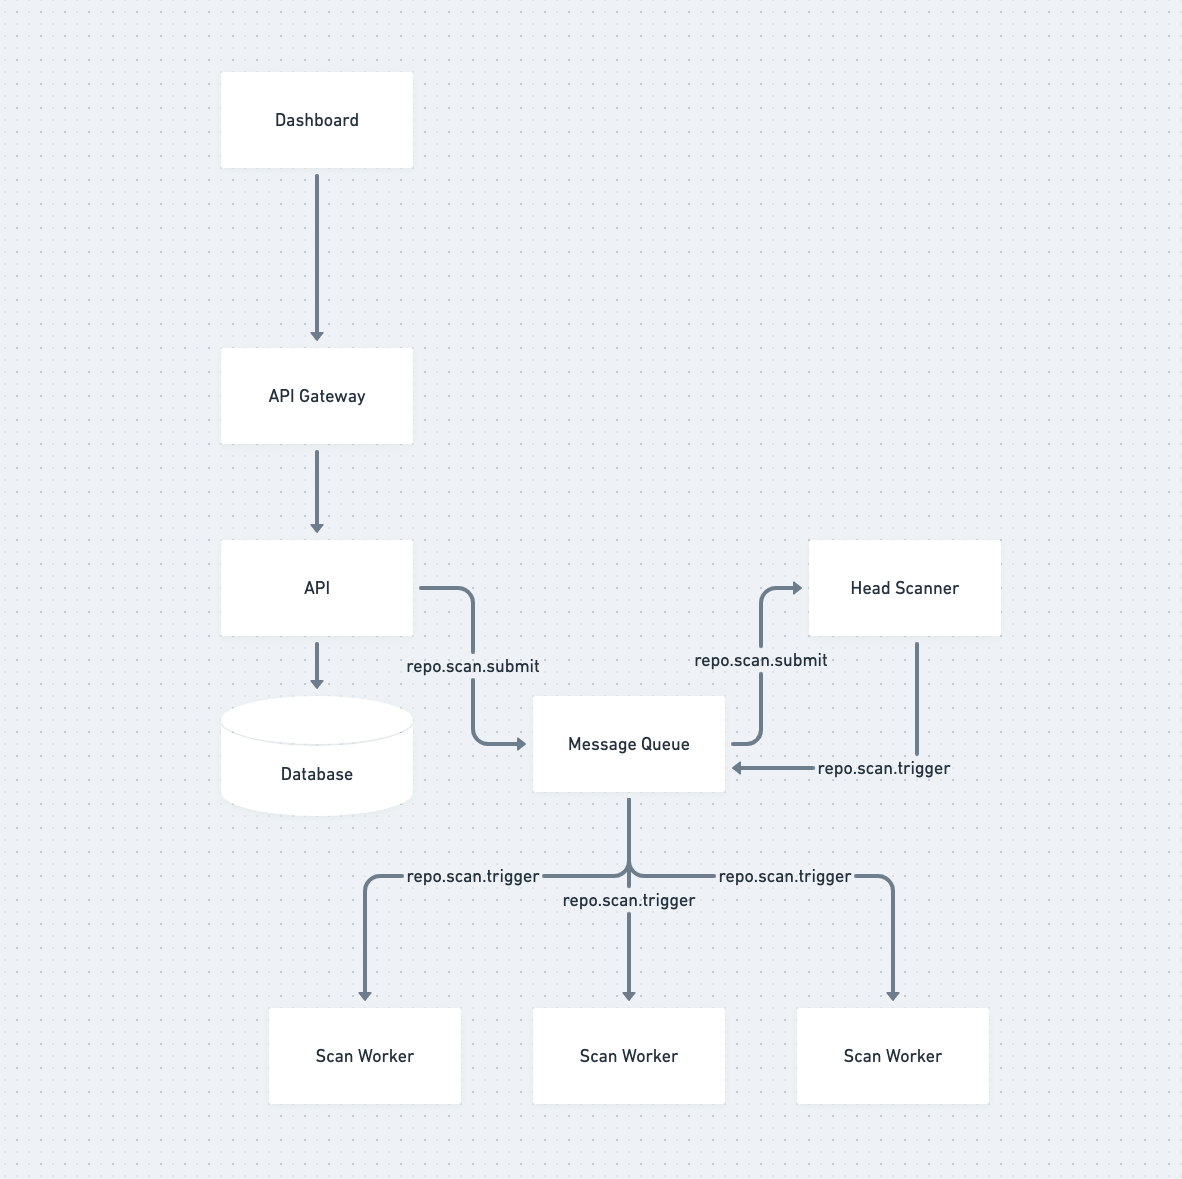 Dashboard
API Gateway
API
Head Scanner
repo.scan.submit
repo.scan.submit
Message Queue
repo.scan.trigger
Database
repo.scan.trigger
repo.scan.trigger
repo.scan.trigger
Scan Worker
Scan Worker
Scan Worker